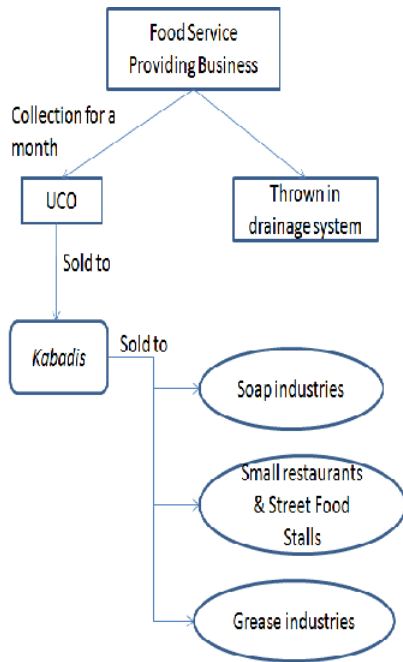 Food Service
Providing Business
Collection for a
month
UCO
Thrown in
drainage system
Sold to
Kabadis
Sold to
Soap industries
Small restaurants
& Street Food
Stalls
Grease industries